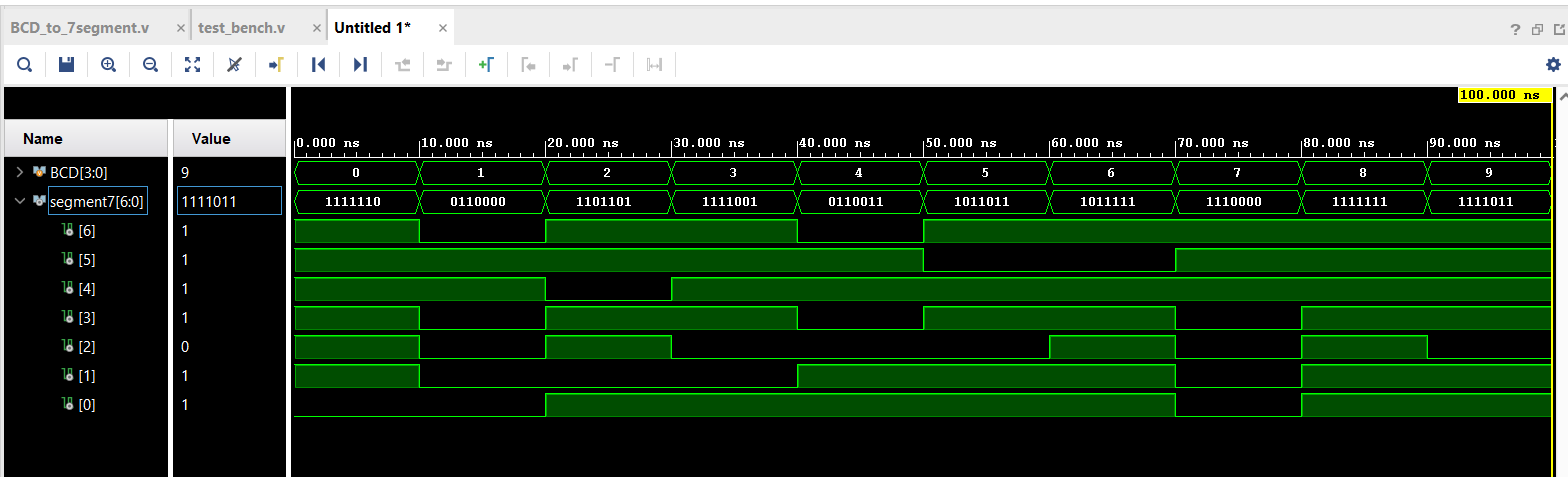 BCD_to_7segment.v × test_bench.v × Untitled 1* × ?
100.000 ns
Name Value 0.000 ns 10.000 ns 20.000 ns 30.000 ns 40.000 ns 50.000 ns 60.000 ns 70.000 ns 80.000 ns 90.000 ns
BCD[3:0] 9 0 1 2 3 4 5 6 7 8 9
segment7[6:0] 1111011 1111110 0110000 1101101 1111001 0110011 1011011 1011111 1110000 1111111 1111011
[6] 1
[5] 1
[4] 1
[3] 1
[2] 0
[1] 1
[0] 1